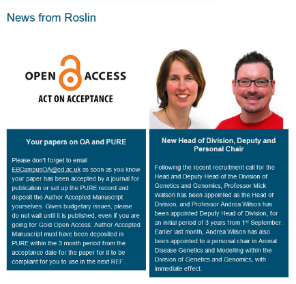 News from Roslin
OPEN ACCESS
ACT ON ACCEPTANCE
Your papers on OA and PURE
Please don't forget to email
EBCampusOA@ed.ac.uk as soon as you know
your paper has been accepted by a journal for
publication or set up the PURE record and
deposit the Author Accepted Manuscript
yourselves. Given budgetary issues, please
do not wait until it is published, even if you are
going for Gold Open Access. Author Accepted
Manuscript must have been deposited in
PURE within the 3 month period from the
acceptance date for the paper for it to be
compliant for you to use in the next REF.
New Head of Division, Deputy and
Personal Chair
Following the recent recruitment call for the
Head and Deputy Head of the Division of
Genetics and Genomics, Professor Mick
Watson has been appointed as the Head of
Division, and Professor Andrea Wilson has
been appointed Deputy Head of Division, for
an initial period of 3 years from 1st September.
Earlier last month, Andrea Wilson has also
been appointed to a personal chair in Animal
Disease Genetics and Modelling within the
Division of Genetics and Genomics, with
immediate effect.